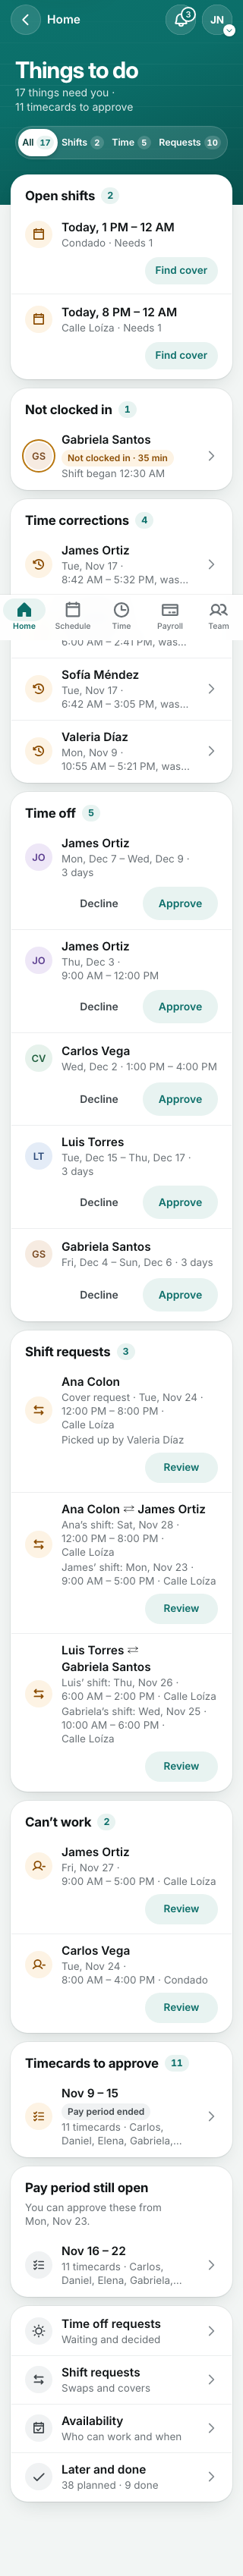 Home
3
JN
Things to do
17 things need you ·
11 timecards to approve
All 17 Shifts 2 Time 5 Requests 10
Open shifts 2
Today, 1 PM – 12 AM
Condado · Needs 1
Find cover
Today, 8 PM – 12 AM
Calle Loíza · Needs 1
Find cover
Not clocked in 1
Gabriela Santos
GS
Not clocked in · 35 min
Shift began 12:30 AM
Time corrections 4
James Ortiz
Tue, Nov 17 ·
8:42 AM – 5:32 PM, was...
Home Schedule Time Payroll Team
6:00 AM – 2:41 PM, was...
Sofía Méndez
Tue, Nov 17 ·
6:42 AM – 3:05 PM, was...
Valeria Díaz
Mon, Nov 9 ·
10:55 AM – 5:21 PM, was...
Time off 5
James Ortiz
JO
Mon, Dec 7 – Wed, Dec 9 ·
3 days
Decline Approve
James Ortiz
JO
Thu, Dec 3 ·
9:00 AM – 12:00 PM
Decline Approve
Carlos Vega
CV
Wed, Dec 2 · 1:00 PM – 4:00 PM
Decline Approve
Luis Torres
LT
Tue, Dec 15 – Thu, Dec 17 ·
3 days
Decline Approve
Gabriela Santos
GS
Fri, Dec 4 – Sun, Dec 6 · 3 days
Decline Approve
Shift requests 3
Ana Colon
Cover request · Tue, Nov 24 ·
12:00 PM – 8:00 PM ·
Calle Loíza
Picked up by Valeria Díaz
Review
Ana Colon ⇄ James Ortiz
Ana's shift: Sat, Nov 28 ·
12:00 PM – 8:00 PM ·
Calle Loíza
James' shift: Mon, Nov 23 ·
9:00 AM – 5:00 PM · Calle Loíza
Review
Luis Torres ⇄
Gabriela Santos
Luis' shift: Thu, Nov 26 ·
6:00 AM – 2:00 PM · Calle Loíza
Gabriela's shift: Wed, Nov 25 ·
10:00 AM – 6:00 PM ·
Calle Loíza
Review
Can't work 2
James Ortiz
Fri, Nov 27 ·
9:00 AM – 5:00 PM · Calle Loíza
Review
Carlos Vega
Tue, Nov 24 ·
8:00 AM – 4:00 PM · Condado
Review
Timecards to approve 11
Nov 9 – 15
Pay period ended
11 timecards · Carlos,
Daniel, Elena, Gabriela,...
Pay period still open
You can approve these from
Mon, Nov 23.
Nov 16 – 22
11 timecards · Carlos,
Daniel, Elena, Gabriela,...
Time off requests
Waiting and decided
Shift requests
Swaps and covers
Availability
Who can work and when
Later and done
38 planned · 9 done